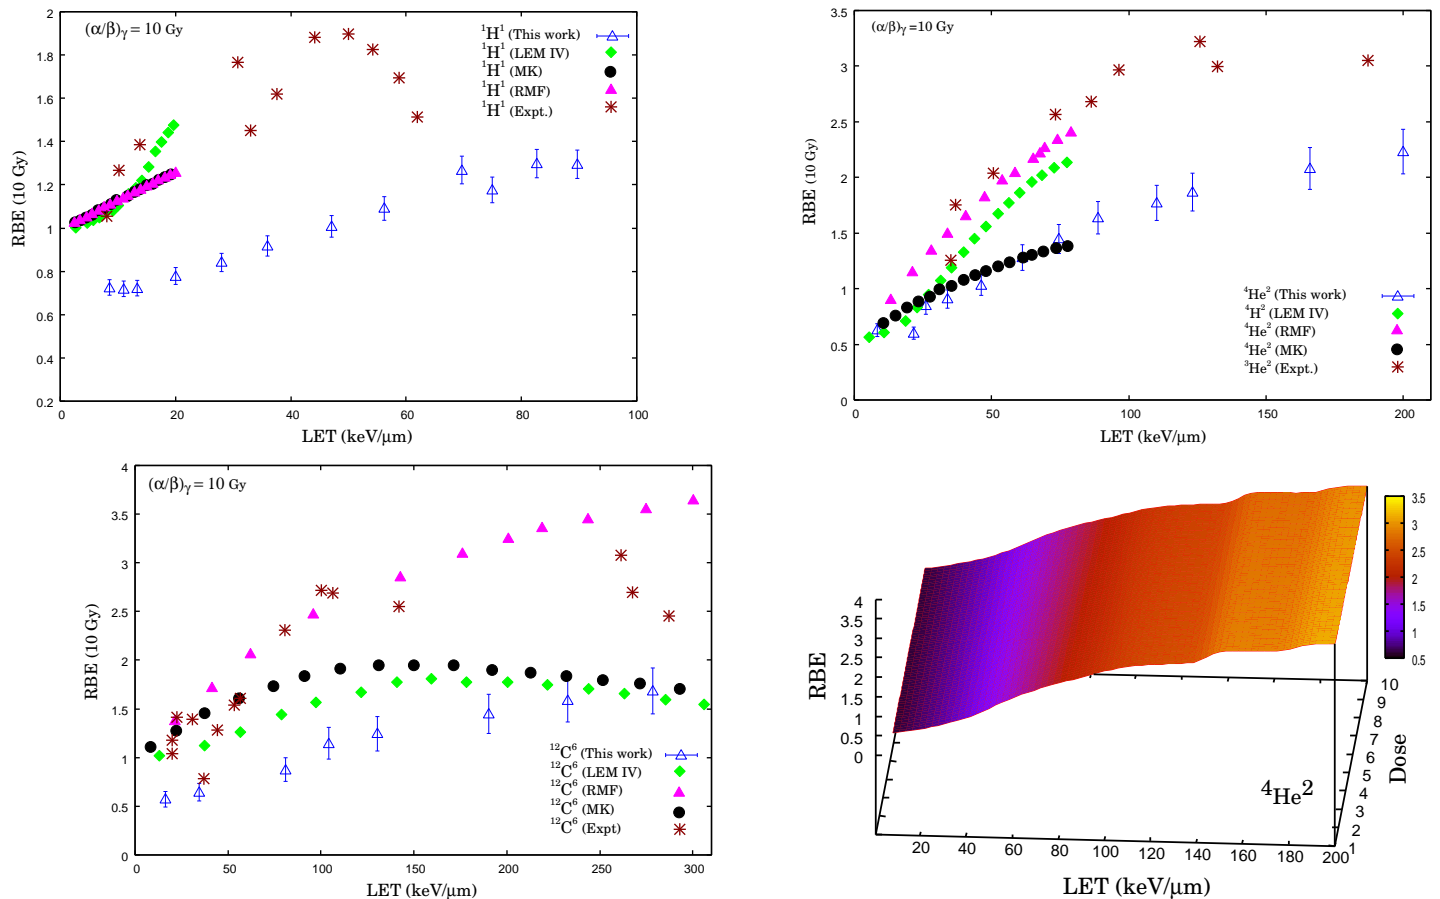 (α/β)γ = 10 Gy
¹H¹ (This work)
¹H¹ (LEM IV)
¹H¹ (MK)
¹H¹ (RMF)
¹H¹ (Expt.)
RBE (10 Gy)
2
1.8
1.6
1.4
1.2
1
0.8
0.6
0.4
0.2
0 20 40 60 80 100
LET (keV/μm)
(α/β)γ =10 Gy
RBE (10 Gy)
3.5
3
2.5
2
1.5
1
0.5
0
⁴He² (This work)
⁴H² (LEM IV)
⁴He² (RMF)
⁴He² (MK)
³He² (Expt.)
0 50 100 150 200
LET (keV/μm)
(α/β)γ = 10 Gy
RBE (10 Gy)
4
3.5
3
2.5
2
1.5
1
0.5
0
¹²C⁶ (This work)
¹²C⁶ (LEM IV)
¹²C⁶ (RMF)
¹²C⁶ (MK)
¹²C⁶ (Expt)
0 50 100 150 200 250 300
LET (keV/μm)
RBE
4
3.5
3
2.5
2
1.5
1
0.5
0
3.5
3
2.5
2
1.5
1
0.5
10
9
8
7
6
5
4
3
2
1
Dose
⁴He²
20 40 60 80 100 120 140 160 180 200
LET (keV/μm)